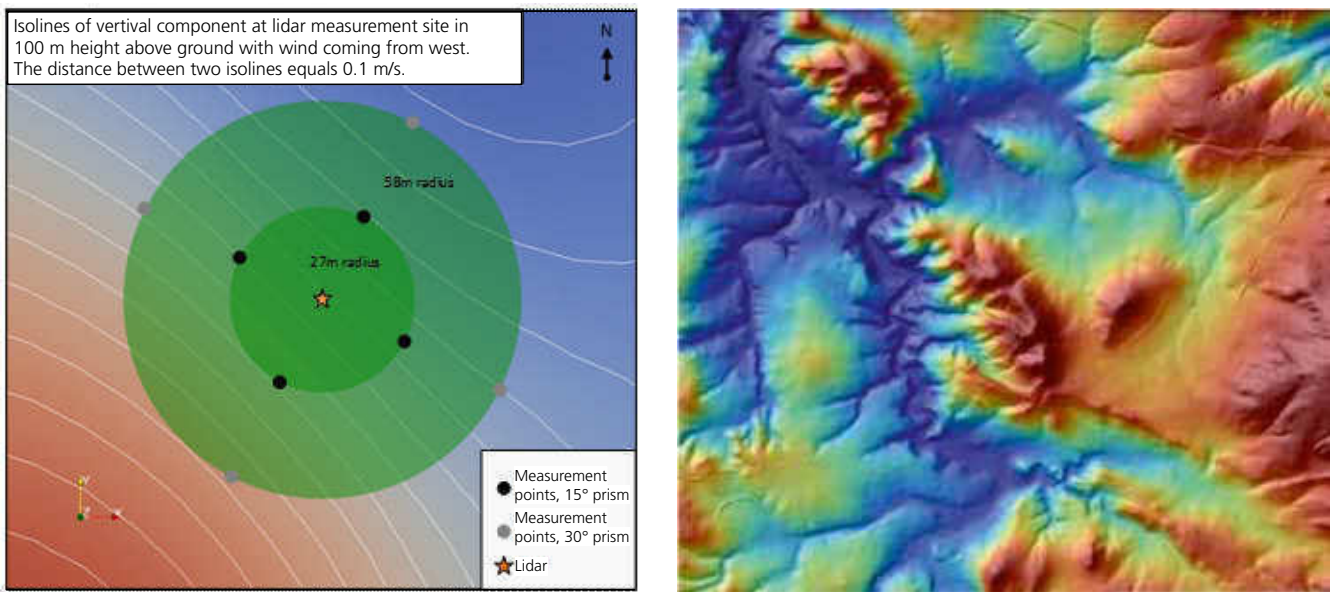 Isolines of vertival component at lidar measurement site in
100 m height above ground with wind coming from west.
The distance between two isolines equals 0.1 m/s.
N
58m radius
27m radius
Y
X
Measurement
points, 15° prism
Measurement
points, 30° prism
Lidar